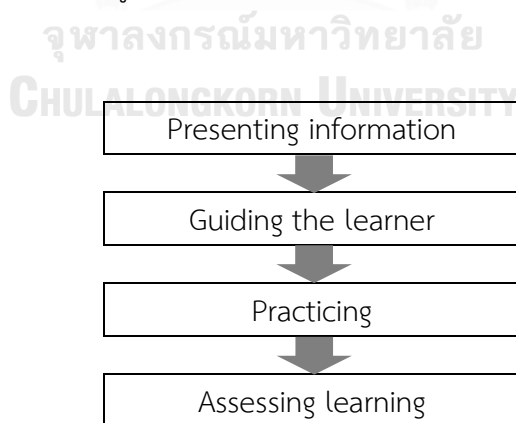 จุฬาลงกรณ์มหาวิทยาลัย
CHULALONGKORN UNIVERSITY
Presenting information
Guiding the learner
Practicing
Assessing learning